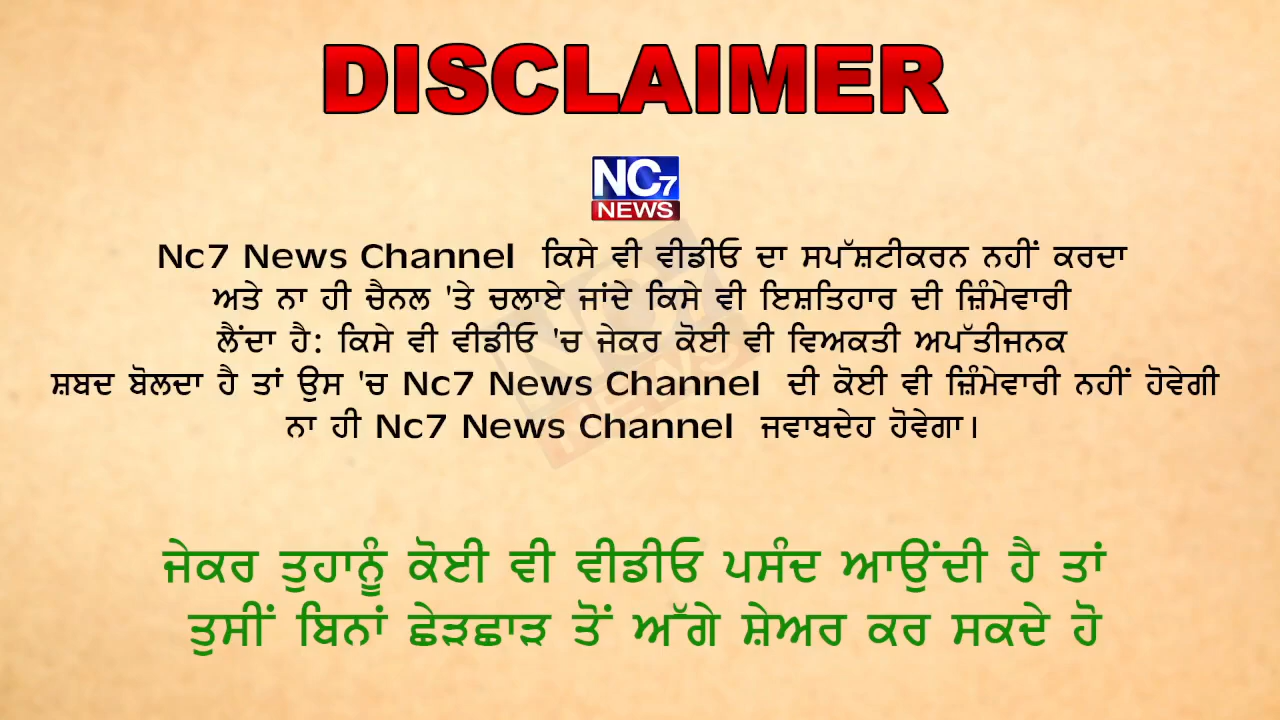 DISCLAIMER
NC7
NEWS
Nc7 News Channel ਕਿਸੇ ਵੀ ਵੀਡੀਓ ਦਾ ਸਪੱਸ਼ਟੀਕਰਨ ਨਹੀਂ ਕਰਦਾ
ਅਤੇ ਨਾ ਹੀ ਚੈਨਲ 'ਤੇ ਚਲਾਏ ਜਾਂਦੇ ਕਿਸੇ ਵੀ ਇਸ਼ਤਿਹਾਰ ਦੀ ਜ਼ਿੰਮੇਵਾਰੀ
ਲੈਂਦਾ ਹੈ: ਕਿਸੇ ਵੀ ਵੀਡੀਓ 'ਚ ਜੇਕਰ ਕੋਈ ਵੀ ਵਿਅਕਤੀ ਅਪੱਤੀਜਨਕ
ਸ਼ਬਦ ਬੋਲਦਾ ਹੈ ਤਾਂ ਉਸ 'ਚ Nc7 News Channel ਦੀ ਕੋਈ ਵੀ ਜ਼ਿੰਮੇਵਾਰੀ ਨਹੀਂ ਹੋਵੇਗੀ
ਨਾ ਹੀ Nc7 News Channel ਜਵਾਬਦੇਹ ਹੋਵੇਗਾ।
ਜੇਕਰ ਤੁਹਾਨੂੰ ਕੋਈ ਵੀ ਵੀਡੀਓ ਪਸੰਦ ਆਉਂਦੀ ਹੈ ਤਾਂ
ਤੁਸੀਂ ਬਿਨਾਂ ਛੇੜਛਾੜ ਤੋਂ ਅੱਗੇ ਸ਼ੇਅਰ ਕਰ ਸਕਦੇ ਹੋ